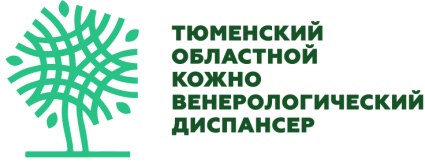 ТЮМЕНСКИЙ
ОБЛАСТНОЙ
КОЖНО
ВЕНЕРОЛОГИЧЕСКИЙ
ДИСПАНСЕР